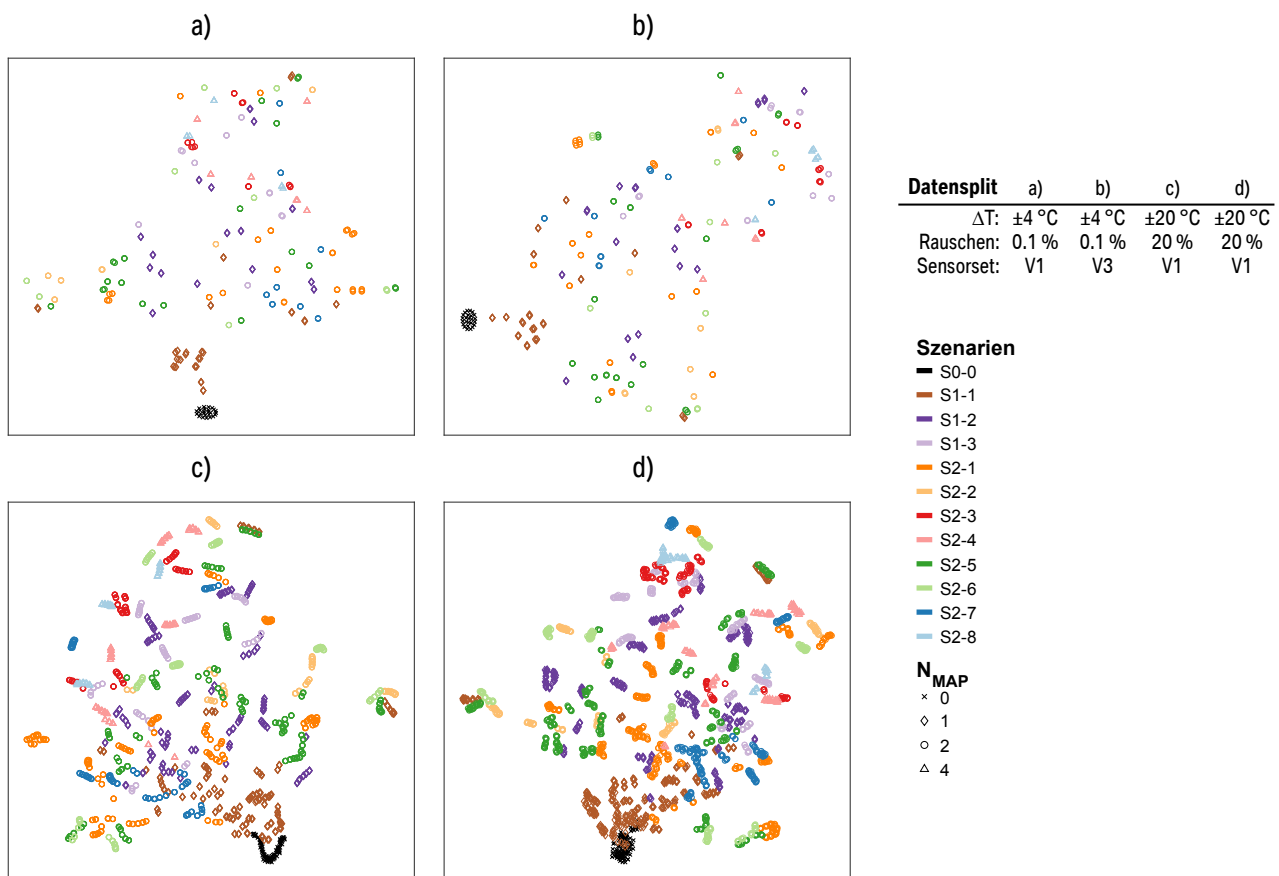 a)
b)
c)
d)
Datensplit a) b) c) d)
ΔT: ±4 °C ±4 °C ±20 °C ±20 °C
Rauschen: 0.1 % 0.1 % 20 % 20 %
Sensorset: V1 V3 V1 V1
Szenarien
S0-0
S1-1
S1-2
S1-3
S2-1
S2-2
S2-3
S2-4
S2-5
S2-6
S2-7
S2-8
N_MAP
0
1
2
4